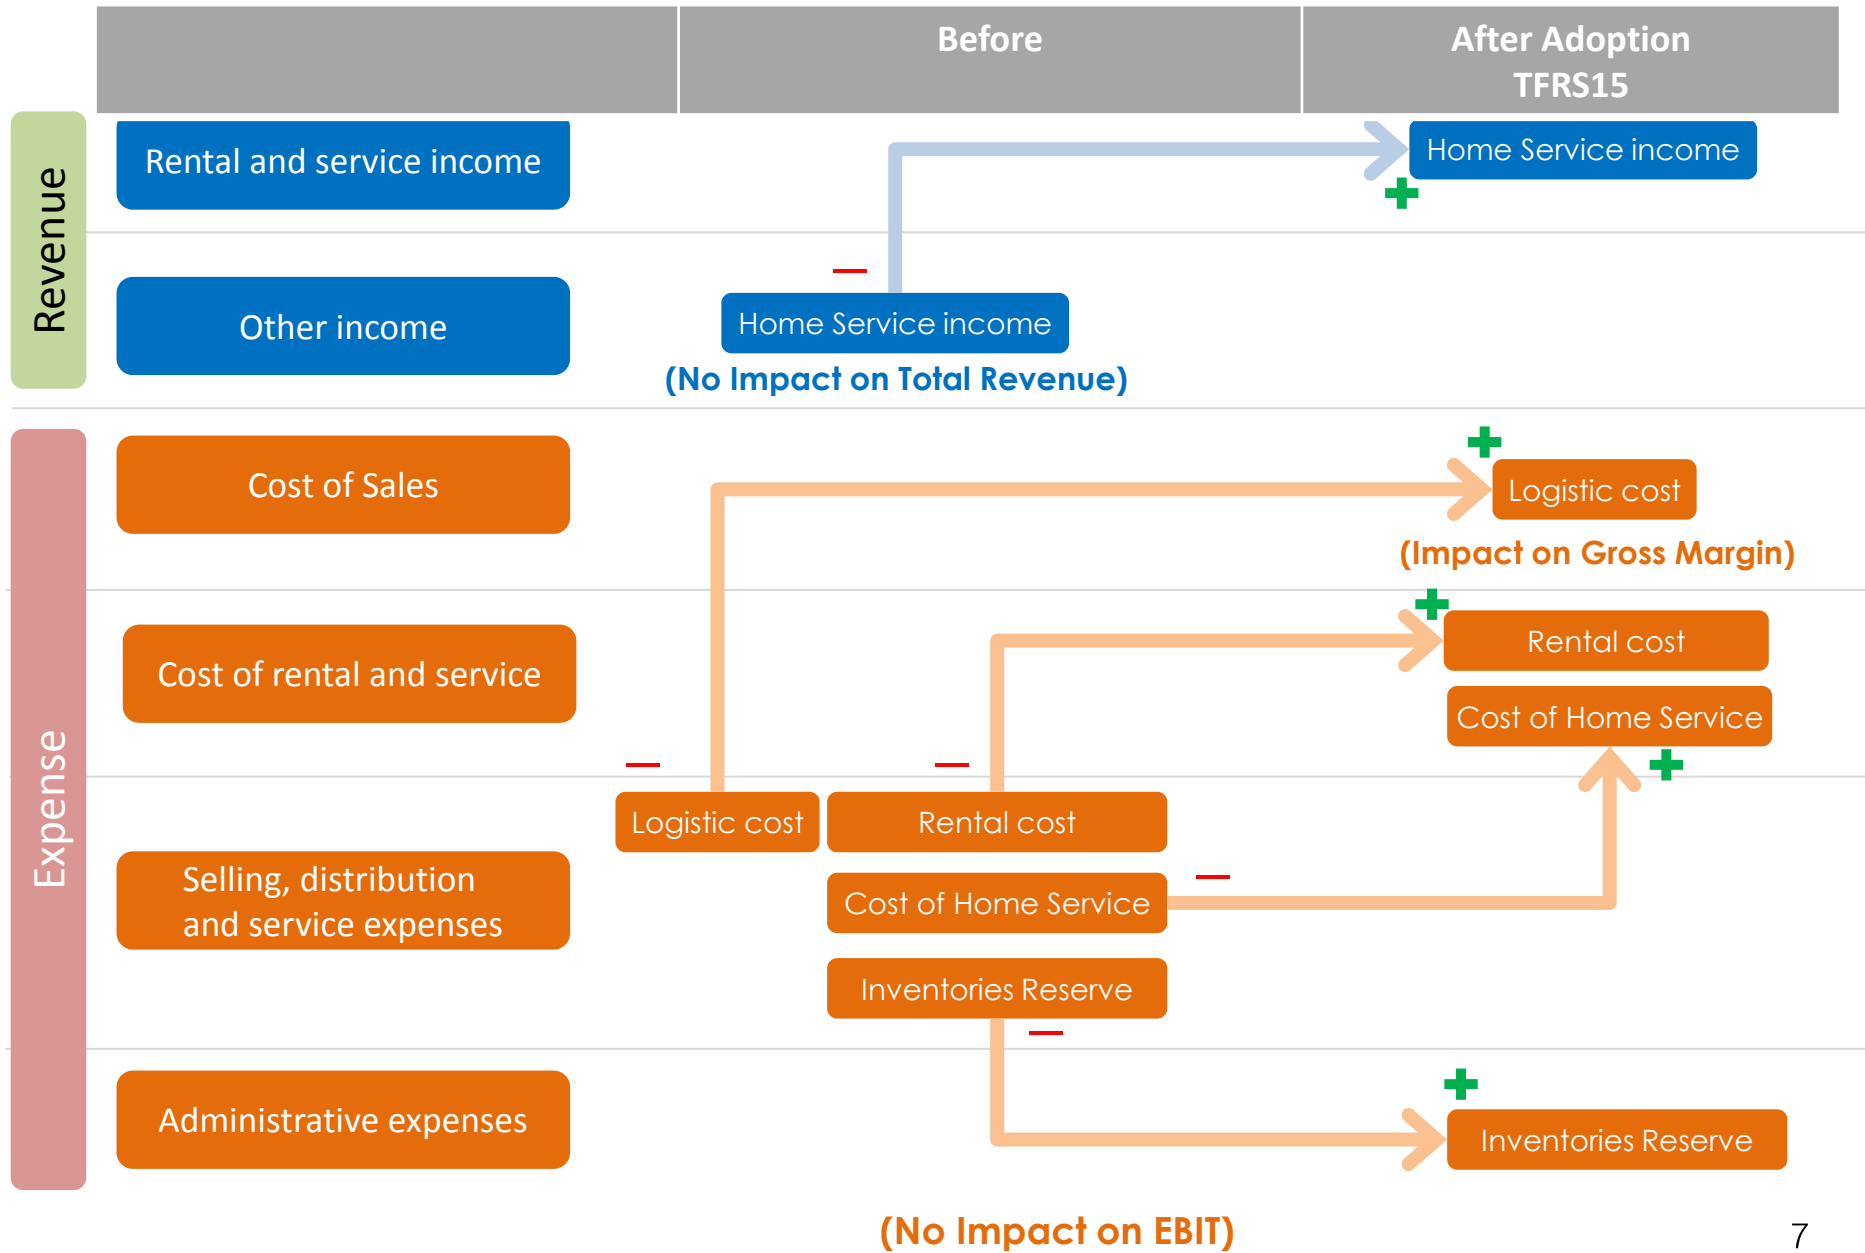 Before
After Adoption
TFRS15
Revenue
Rental and service income
Home Service income
Other income
Home Service income
(No Impact on Total Revenue)
Expense
Cost of Sales
Logistic cost
(Impact on Gross Margin)
Cost of rental and service
Rental cost
Cost of Home Service
Selling, distribution
and service expenses
Logistic cost
Rental cost
Cost of Home Service
Inventories Reserve
Administrative expenses
Inventories Reserve
(No Impact on EBIT)
7